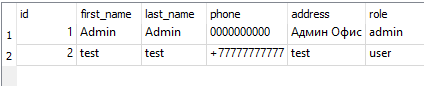 id first_name last_name phone address role
1 1 Admin Admin 0000000000 Админ Офис admin
2 2 test test +77777777777 test user